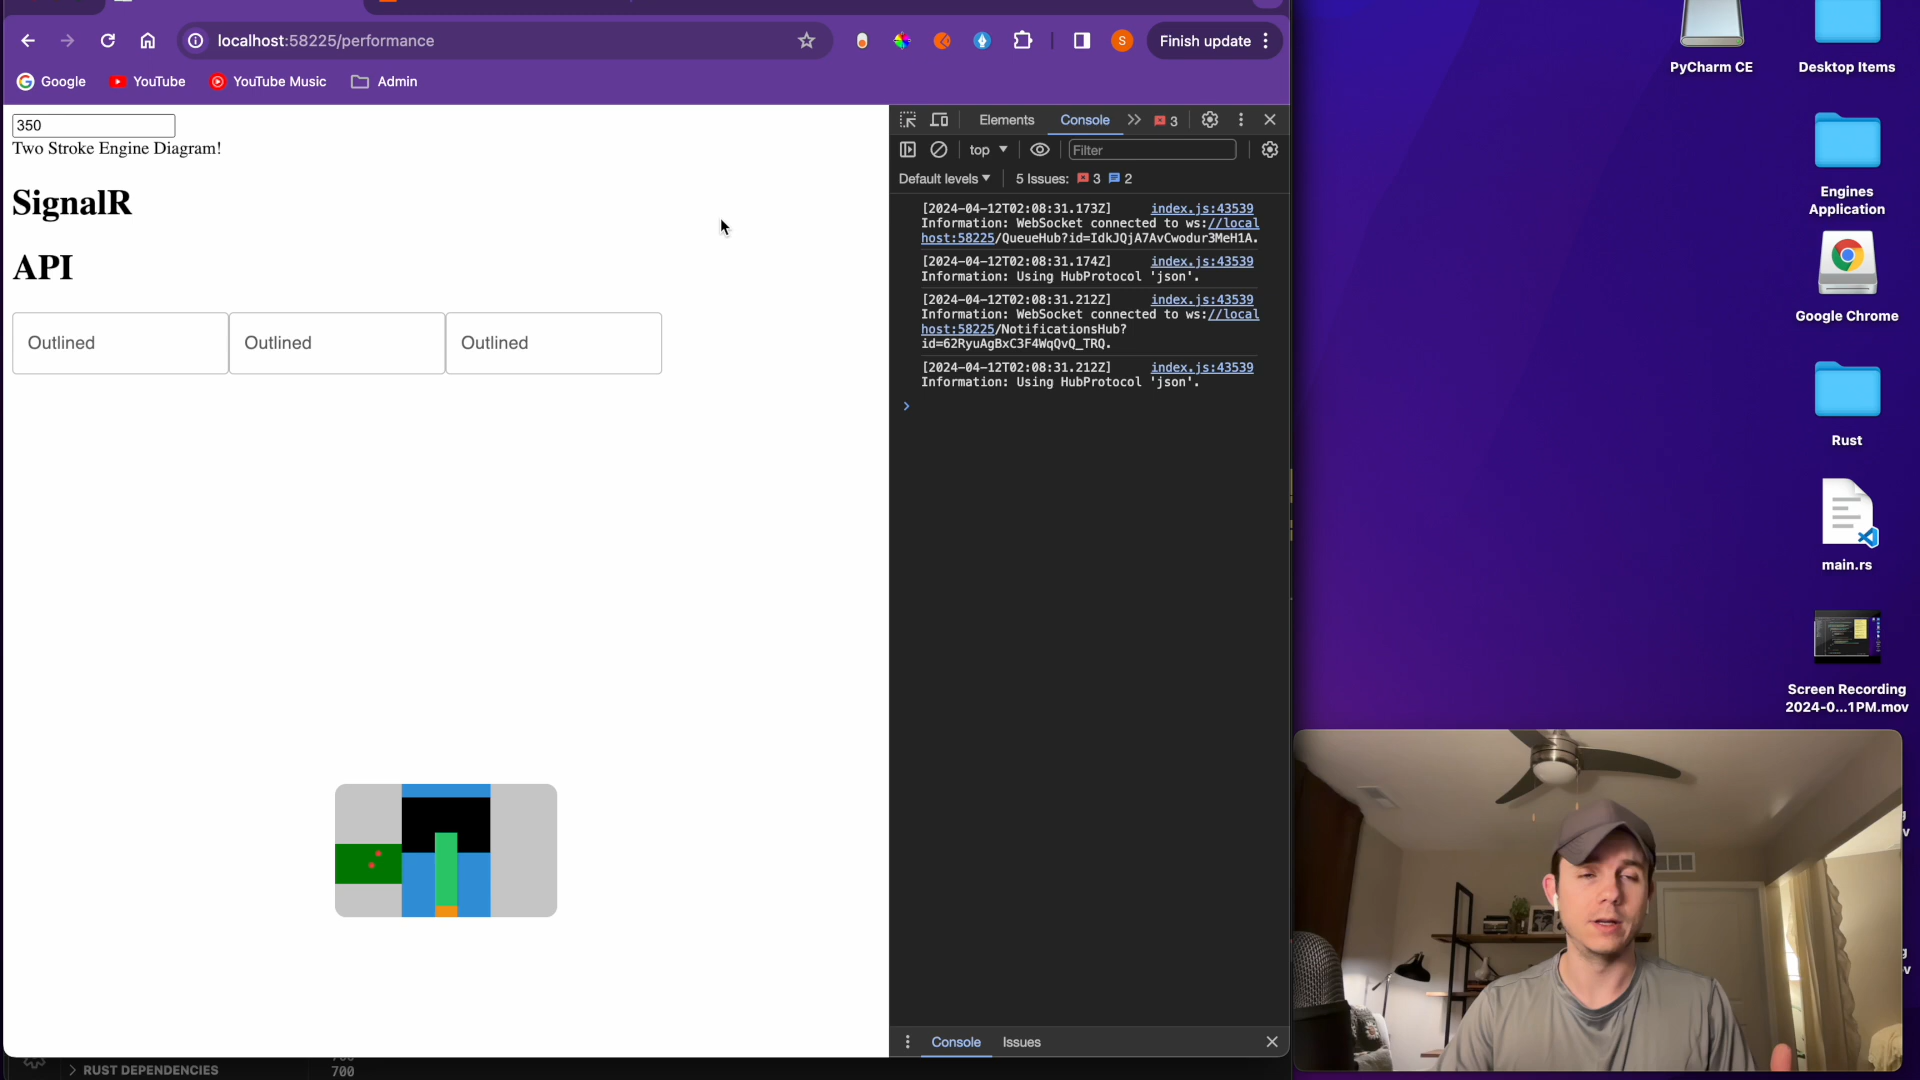 localhost:58225/performance
S
Finish update
Google
YouTube
YouTube Music
Admin
350
Two Stroke Engine Diagram!
SignalR
API
Outlined
Outlined
Outlined
Elements
Console
3
top
Filter
Default levels
5 Issues:
3
2
[2024-04-12T02:08:31.173Z]
index.js:43539
Information: WebSocket connected to ws://local
host:58225/QueueHub?id=IdkJQjA7AvCwodur3MeH1A.
[2024-04-12T02:08:31.174Z]
index.js:43539
Information: Using HubProtocol 'json'.
[2024-04-12T02:08:31.212Z]
index.js:43539
Information: WebSocket connected to ws://local
host:58225/NotificationsHub?
id=62RyuAgBxC3F4WqQvQ_TRQ.
[2024-04-12T02:08:31.212Z]
index.js:43539
Information: Using HubProtocol 'json'.
Console
Issues
RUST DEPENDENCIES
700
PyCharm CE
Desktop Items
Engines
Application
Google Chrome
Rust
main.rs
Screen Recording
2024-0...1PM.mov